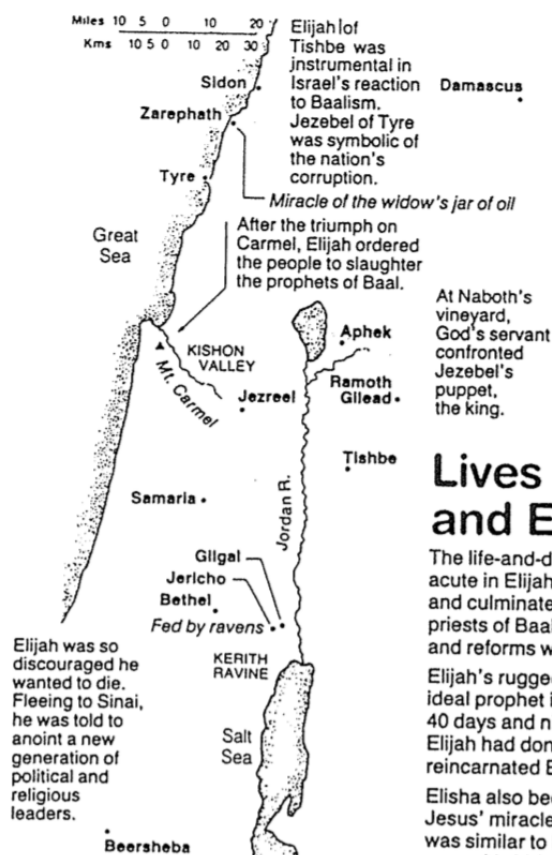 Miles 10 5 0 10 20
Kms 10 5 0 10 20 30
Elijah of
Tishbe was
instrumental in
Israel's reaction
to Baalism.
Jezebel of Tyre
was symbolic of
the nation's
corruption.
Sidon
Damascus
Zarephath
Tyre
Miracle of the widow's jar of oil
Great
Sea
After the triumph on
Carmel, Elijah ordered
the people to slaughter
the prophets of Baal.
At Naboth's
vineyard,
God's servant
confronted
Jezebel's
puppet,
the king.
Aphek
KISHON
VALLEY
Mt. Carmel
Ramoth
Gilead
Jezreel
Tishbe
Samaria
Jordan R.
Gilgal
Jericho
Bethel
Fed by ravens
KERITH
RAVINE
Salt
Sea
Elijah was so
discouraged he
wanted to die.
Fleeing to Sinai,
he was told to
anoint a new
generation of
political and
religious
leaders.
Beersheba
Lives
and E
The life-and-d
acute in Elijah
and culminate
priests of Baal
and reforms w
Elijah's rugge
ideal prophet i
40 days and n
Elijah had don
reincarnated E
Elisha also be
Jesus' miracle
was similar to